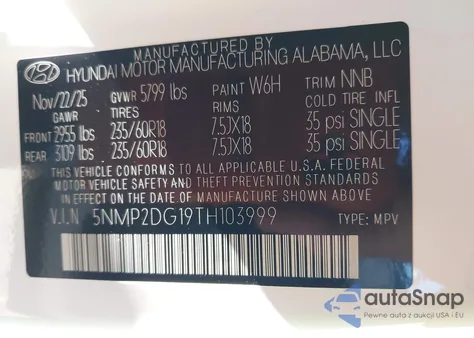 MANUFACTURED BY
HYUNDAI MOTOR MANUFACTURING ALABAMA, LLC
Nov/22/25 GVWR 5799 lbs PAINT W6H TRIM NNB
GAWR TIRES RIMS COLD TIRE INFL
FRONT 2955 lbs 235/60R18 7.5JX18 35 psi SINGLE
REAR 3109 lbs 235/60R18 7.5JX18 35 psi SINGLE
THIS VEHICLE CONFORMS TO ALL APPLICABLE U.S.A. FEDERAL
MOTOR VEHICLE SAFETY AND THEFT PREVENTION STANDARDS
IN EFFECT ON THE DATE OF MANUFACTURE SHOWN ABOVE.
V.I.N 5NMP2DG19TH103999 TYPE: MPV
autoSnap
Pewne auta z aukcji USA i EU